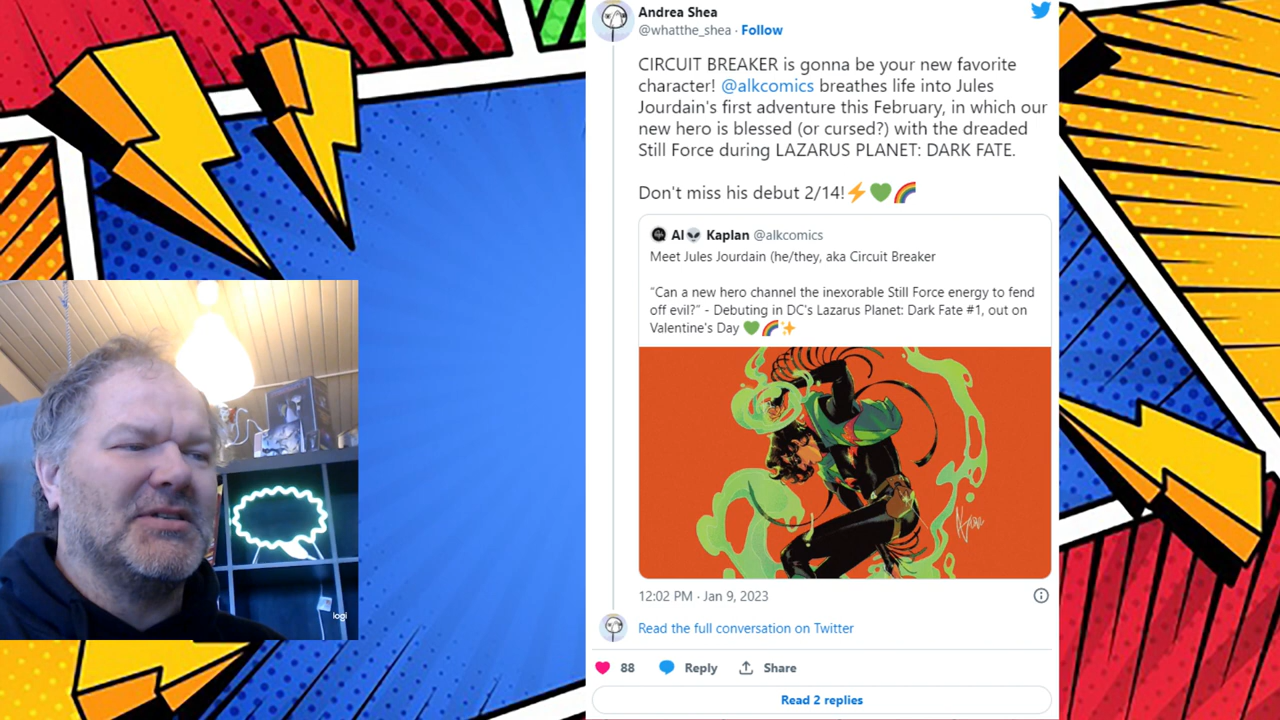 Andrea Shea
@whatthe_shea · Follow
CIRCUIT BREAKER is gonna be your new favorite
character! @alkcomics breathes life into Jules
Jourdain's first adventure this February, in which our
new hero is blessed (or cursed?) with the dreaded
Still Force during LAZARUS PLANET: DARK FATE.
Don't miss his debut 2/14!⚡💚🌈
Al👽 Kaplan @alkcomics
Meet Jules Jourdain (he/they, aka Circuit Breaker
“Can a new hero channel the inexorable Still Force energy to fend
off evil?” - Debuting in DC's Lazarus Planet: Dark Fate #1, out on
Valentine's Day 💚🌈✨
12:02 PM · Jan 9, 2023
Read the full conversation on Twitter
88 Reply Share
Read 2 replies
logi